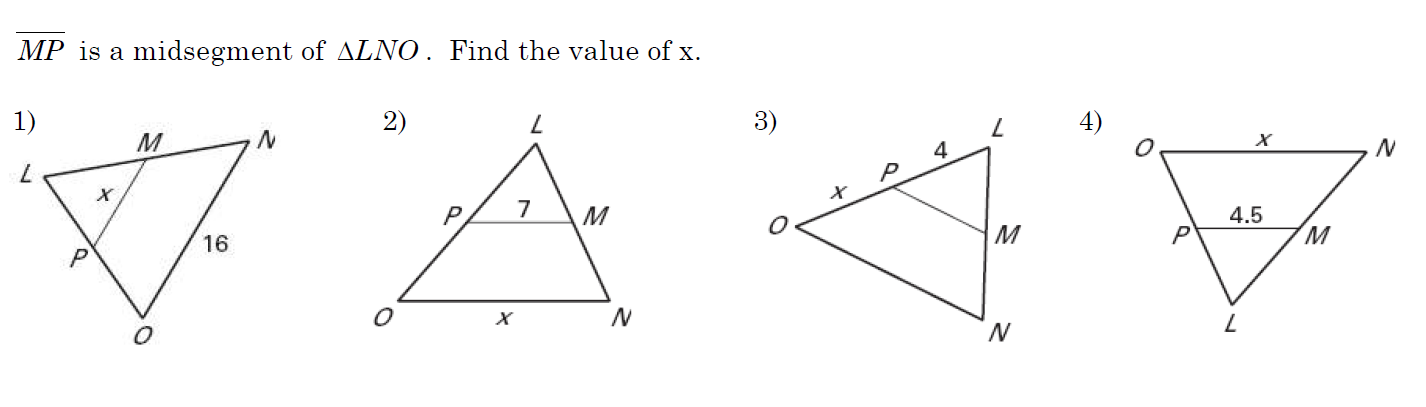 MP is a midsegment of ΔLNO. Find the value of x.
1) 2) 3) 4)
L M N x P 16 O
L P 7 M O x N
L 4 P x O M N
O x N P 4.5 M L